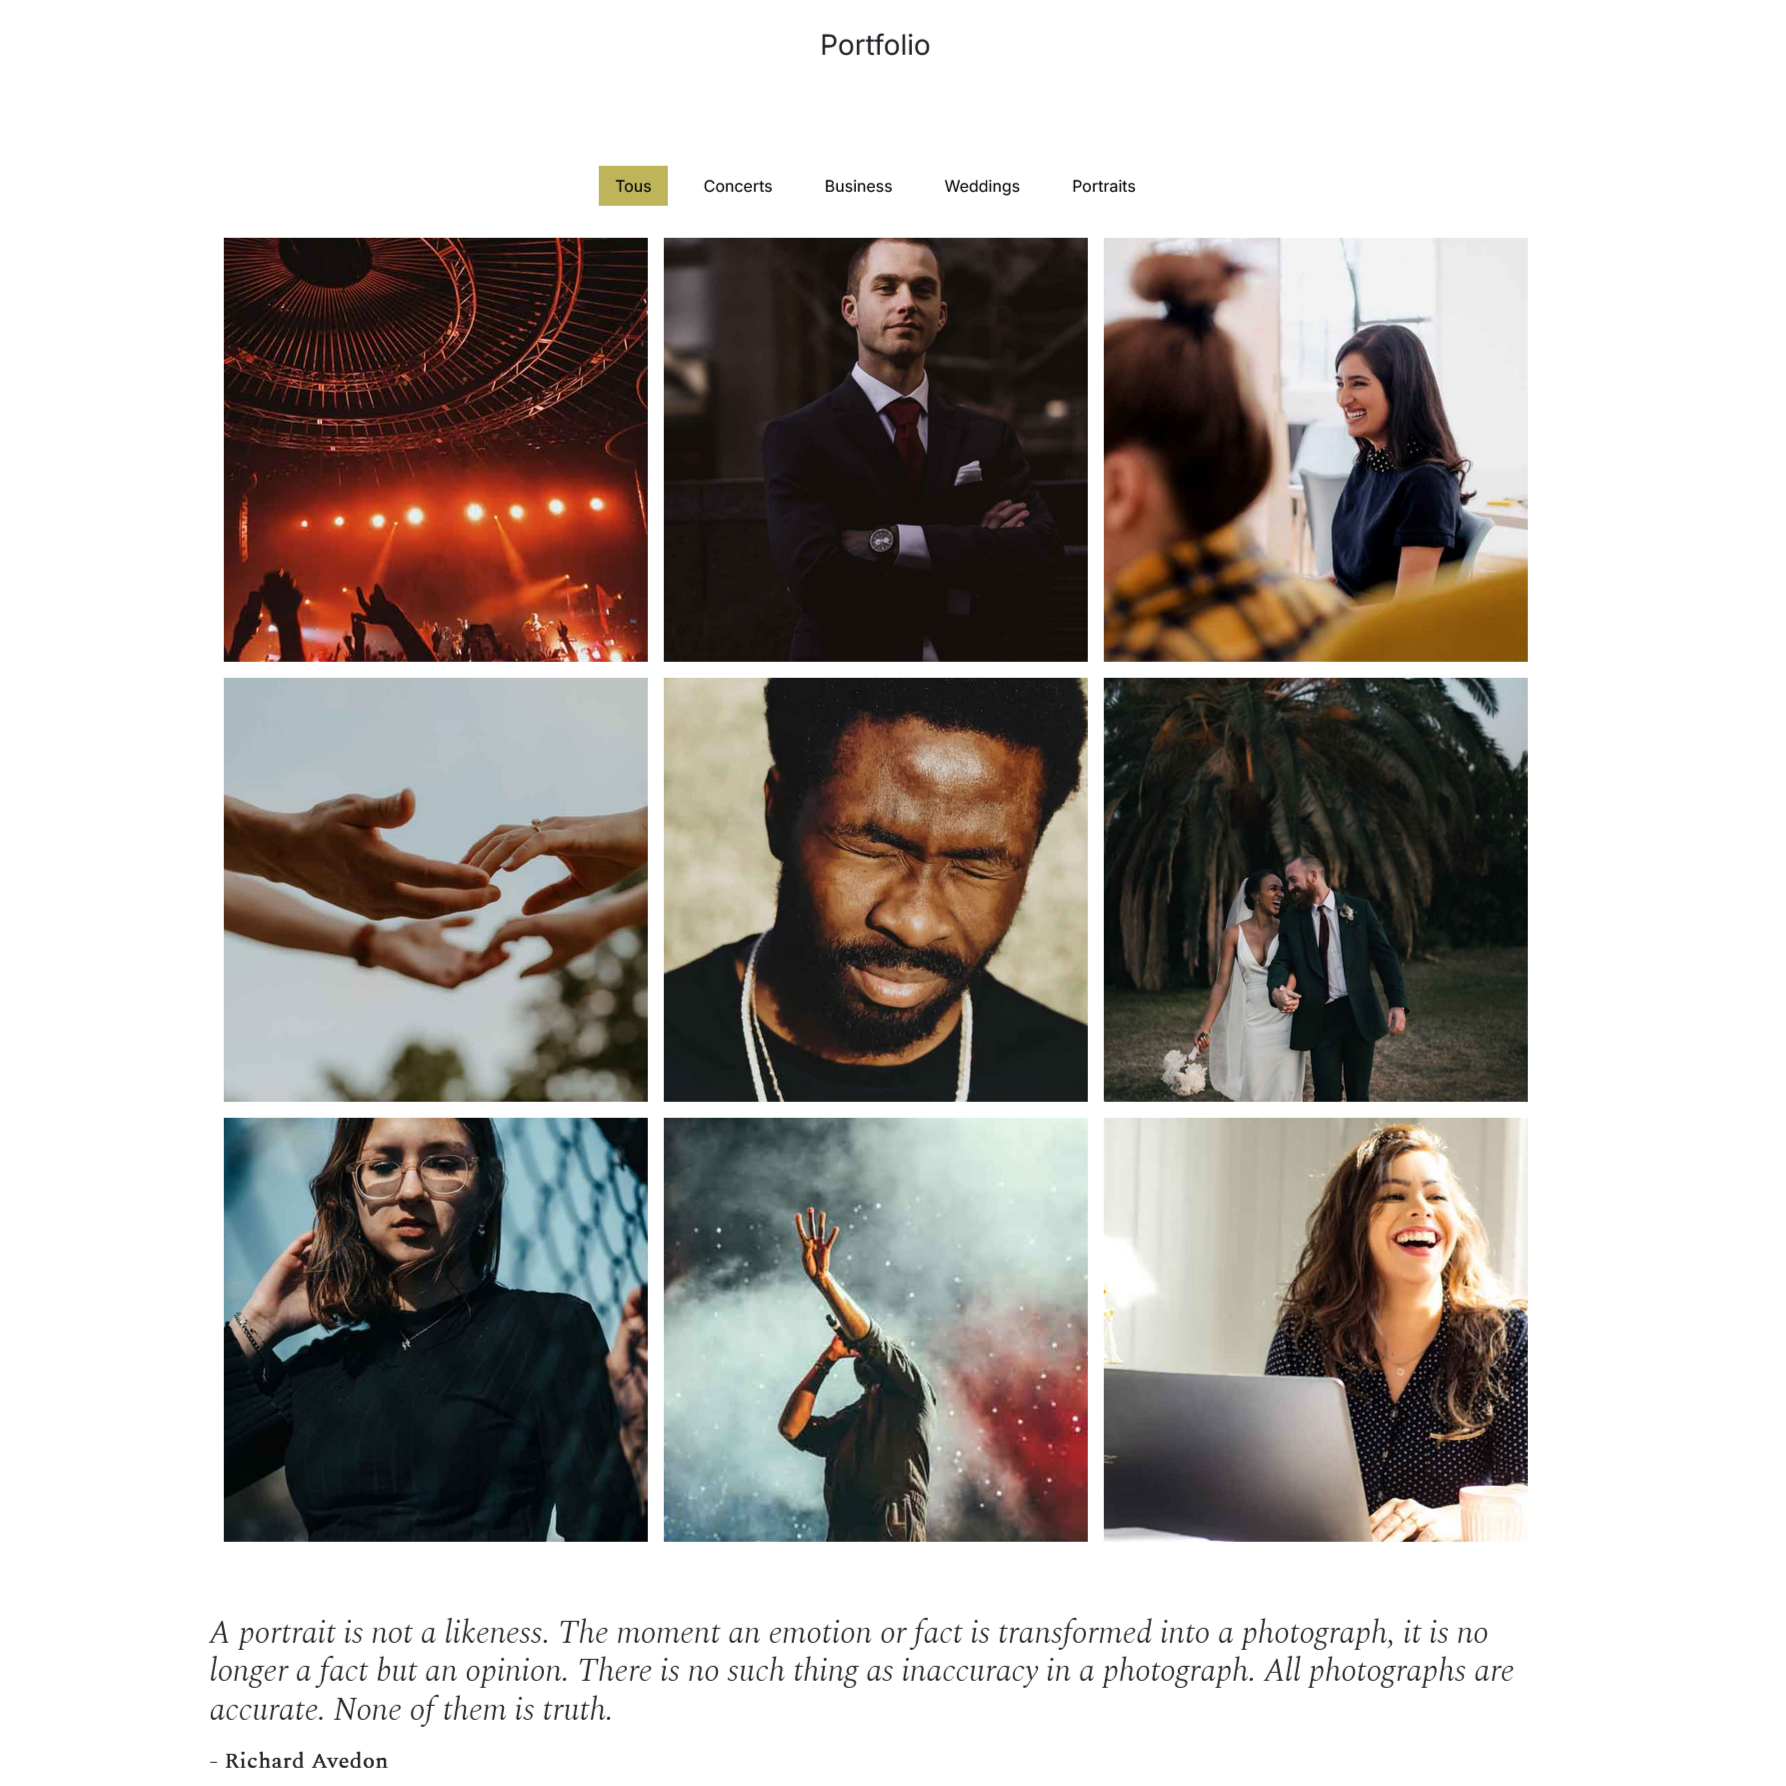 Portfolio
Tous
Concerts
Business
Weddings
Portraits
A portrait is not a likeness. The moment an emotion or fact is transformed into a photograph, it is no
longer a fact but an opinion. There is no such thing as inaccuracy in a photograph. All photographs are
accurate. None of them is truth.
- Richard Avedon